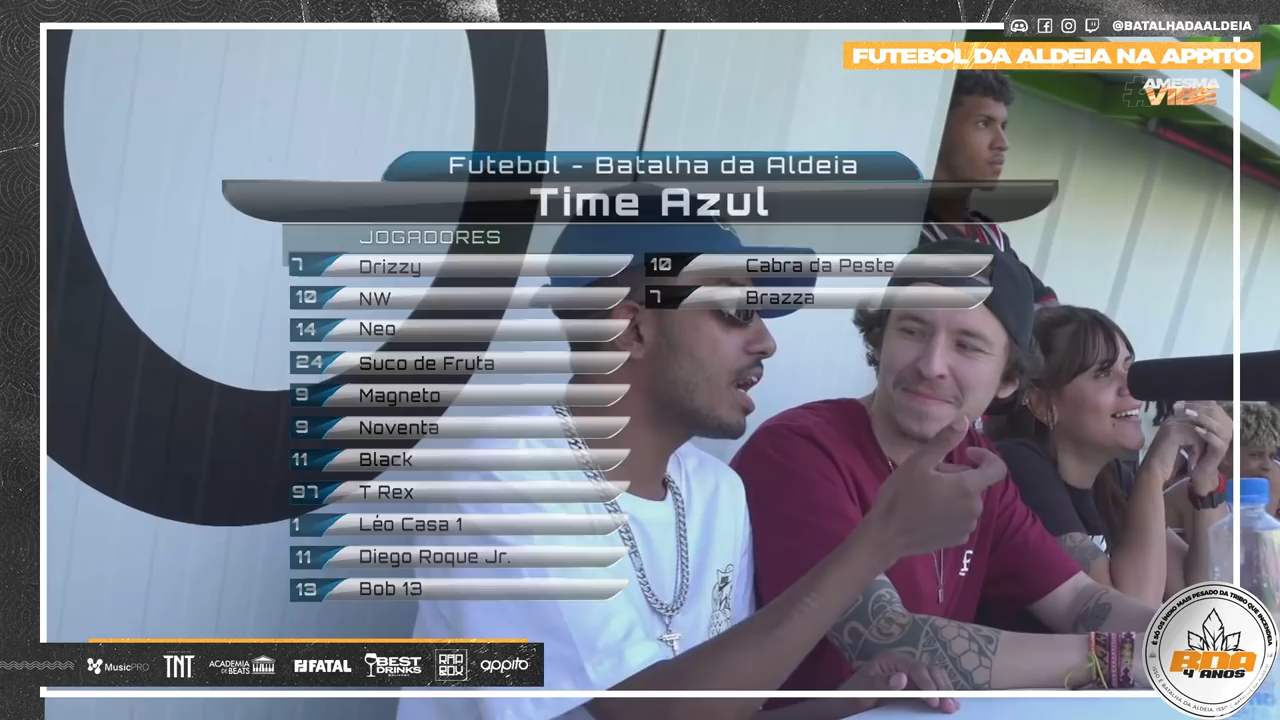 @BATALHADAALDEIA
FUTEBOL DA ALDEIA NA APPITO
#AMESMA
VIBE
Futebol - Batalha da Aldeia
Time Azul
JOGADORES
7 Drizzy
10 NW
14 Neo
24 Suco de Fruta
9 Magneto
9 Noventa
11 Black
97 T Rex
1 Léo Casa 1
11 Diego Roque Jr.
13 Bob 13
10 Cabra da Peste
7 Brazza
MusicPRO
TNT
ACADEMIA
DE BEATS
FATAL
BEST
DRINKS
RAP
BOX
appito
BDA
4 ANOS